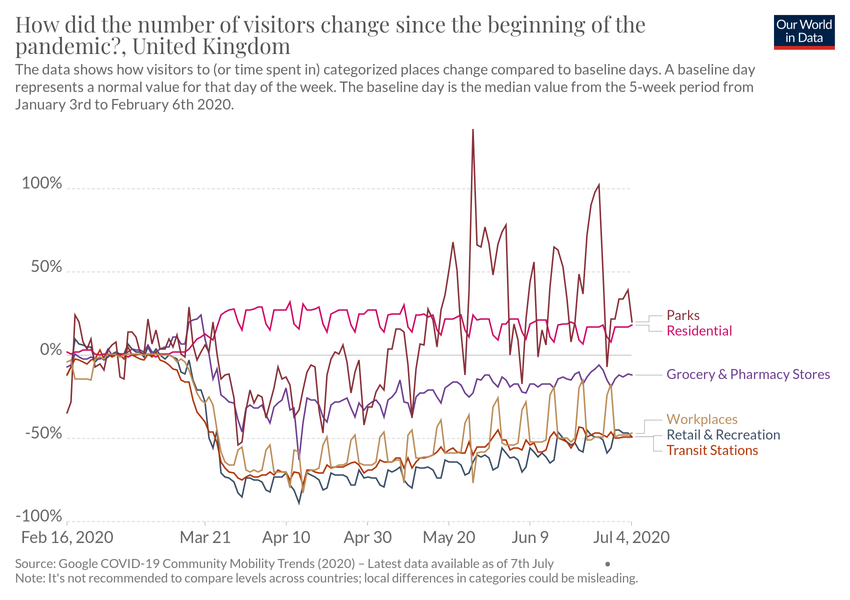 How did the number of visitors change since the beginning of the
pandemic?, United Kingdom
Our World
in Data
The data shows how visitors to (or time spent in) categorized places change compared to baseline days. A baseline day
represents a normal value for that day of the week. The baseline day is the median value from the 5-week period from
January 3rd to February 6th 2020.
100%
50%
0%
-50%
-100%
Parks
Residential
Grocery & Pharmacy Stores
Workplaces
Retail & Recreation
Transit Stations
Feb 16, 2020
Mar 21
Apr 10
Apr 30
May 20
Jun 9
Jul 4, 2020
Source: Google COVID-19 Community Mobility Trends (2020) – Latest data available as of 7th July
Note: It's not recommended to compare levels across countries; local differences in categories could be misleading.